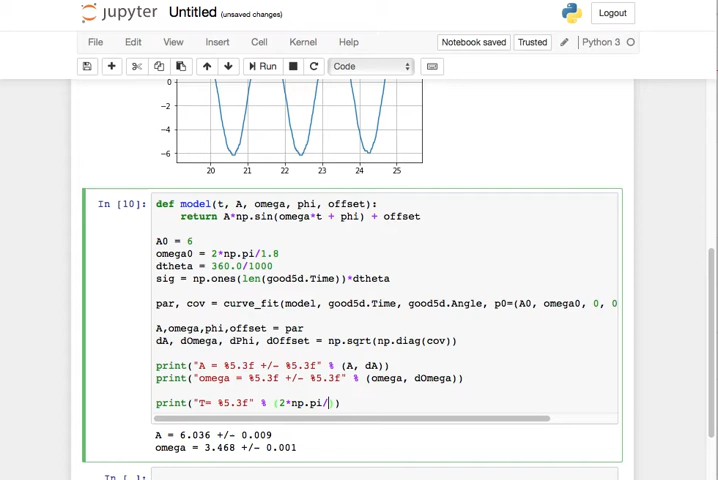 jupyter Untitled (unsaved changes) Logout
File Edit View Insert Cell Kernel Help Notebook saved Trusted Python 3
Run Code
0
−2
−4
−6
20 21 22 23 24 25
In [10]: def model(t, A, omega, phi, offset):
return A*np.sin(omega*t + phi) + offset
A0 = 6
omega0 = 2*np.pi/1.8
dtheta = 360.0/1000
sig = np.ones(len(good5d.Time))*dtheta
par, cov = curve_fit(model, good5d.Time, good5d.Angle, p0=(A0, omega0, 0, 0
A,omega,phi,offset = par
dA, dOmega, dPhi, dOffset = np.sqrt(np.diag(cov))
print("A = %5.3f +/- %5.3f" % (A, dA))
print("omega = %5.3f +/- %5.3f" % (omega, dOmega))
print("T= %5.3f" % (2*np.pi/))
A = 6.036 +/- 0.009
omega = 3.468 +/- 0.001
In [ ]: